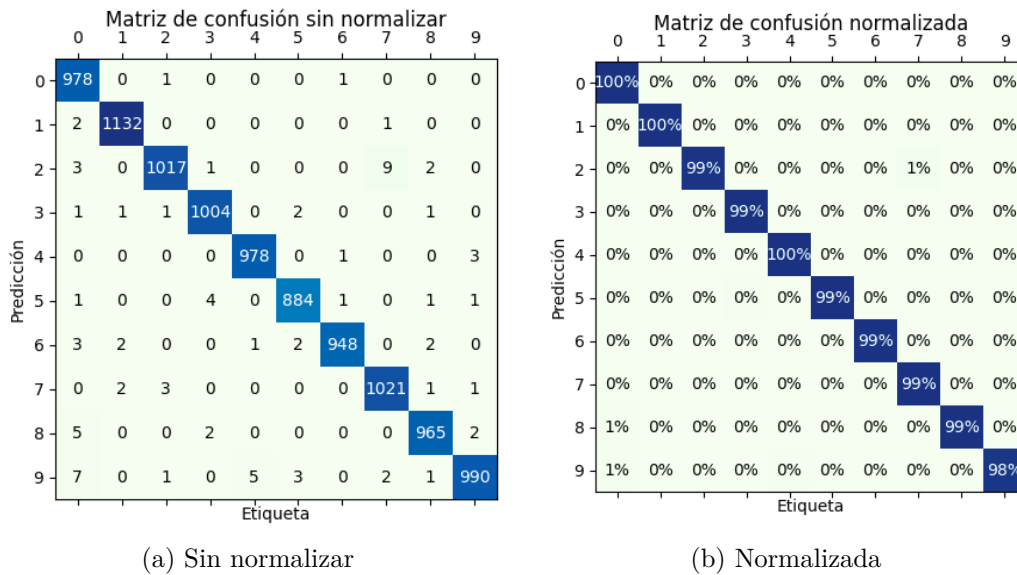 Matriz de confusión sin normalizar
0 1 2 3 4 5 6 7 8 9
0 978 0 1 0 0 0 1 0 0 0
1 2 1132 0 0 0 0 0 1 0 0
2 3 0 1017 1 0 0 0 9 2 0
3 1 1 1 1004 0 2 0 0 1 0
4 0 0 0 0 978 0 1 0 0 3
5 1 0 0 4 0 884 1 0 1 1
6 3 2 0 0 1 2 948 0 2 0
7 0 2 3 0 0 0 0 1021 1 1
8 5 0 0 2 0 0 0 0 965 2
9 7 0 1 0 5 3 0 2 1 990
Predicción
Etiqueta
(a) Sin normalizar
Matriz de confusión normalizada
0 1 2 3 4 5 6 7 8 9
0 100% 0% 0% 0% 0% 0% 0% 0% 0% 0%
1 0% 100% 0% 0% 0% 0% 0% 0% 0% 0%
2 0% 0% 99% 0% 0% 0% 0% 1% 0% 0%
3 0% 0% 0% 99% 0% 0% 0% 0% 0% 0%
4 0% 0% 0% 0% 100% 0% 0% 0% 0% 0%
5 0% 0% 0% 0% 0% 99% 0% 0% 0% 0%
6 0% 0% 0% 0% 0% 0% 99% 0% 0% 0%
7 0% 0% 0% 0% 0% 0% 0% 99% 0% 0%
8 1% 0% 0% 0% 0% 0% 0% 0% 99% 0%
9 1% 0% 0% 0% 0% 0% 0% 0% 0% 98%
Predicción
Etiqueta
(b) Normalizada